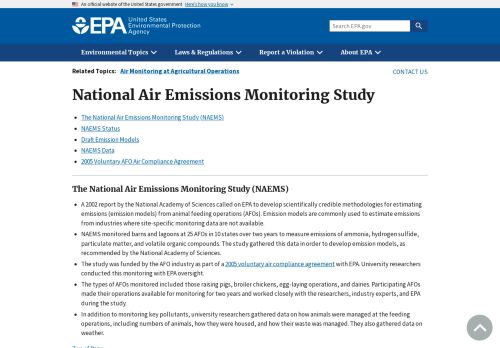 An official website of the United States government Here's how you know
EPA United States
Environmental Protection
Agency
Search EPA.gov
Environmental Topics Laws & Regulations Report a Violation About EPA
Related Topics: Air Monitoring at Agricultural Operations CONTACT US
National Air Emissions Monitoring Study
The National Air Emissions Monitoring Study (NAEMS)
NAEMS Status
Draft Emission Models
NAEMS Data
2005 Voluntary AFO Air Compliance Agreement
The National Air Emissions Monitoring Study (NAEMS)
A 2002 report by the National Academy of Sciences called on EPA to develop scientifically credible methodologies for estimating
emissions (emission models) from animal feeding operations (AFOs). Emission models are commonly used to estimate emissions
from industries where site-specific monitoring data are not available.
NAEMS monitored barns and lagoons at 25 AFOs in 10 states over two years to measure emissions of ammonia, hydrogen sulfide,
particulate matter, and volatile organic compounds. The study gathered this data in order to develop emission models, as
recommended by the National Academy of Sciences.
The study was funded by the AFO industry as part of a 2005 voluntary air compliance agreement with EPA. University researchers
conducted this monitoring with EPA oversight.
The types of AFOs monitored included those raising pigs, broiler chickens, egg-laying operations, and dairies. Participating AFOs
made their operations available for monitoring for two years and worked closely with the researchers, industry experts, and EPA
during the study.
In addition to monitoring key pollutants, university researchers gathered data on how animals were managed at the feeding
operations, including numbers of animals, how they were housed, and how their waste was managed. They also gathered data on
weather.